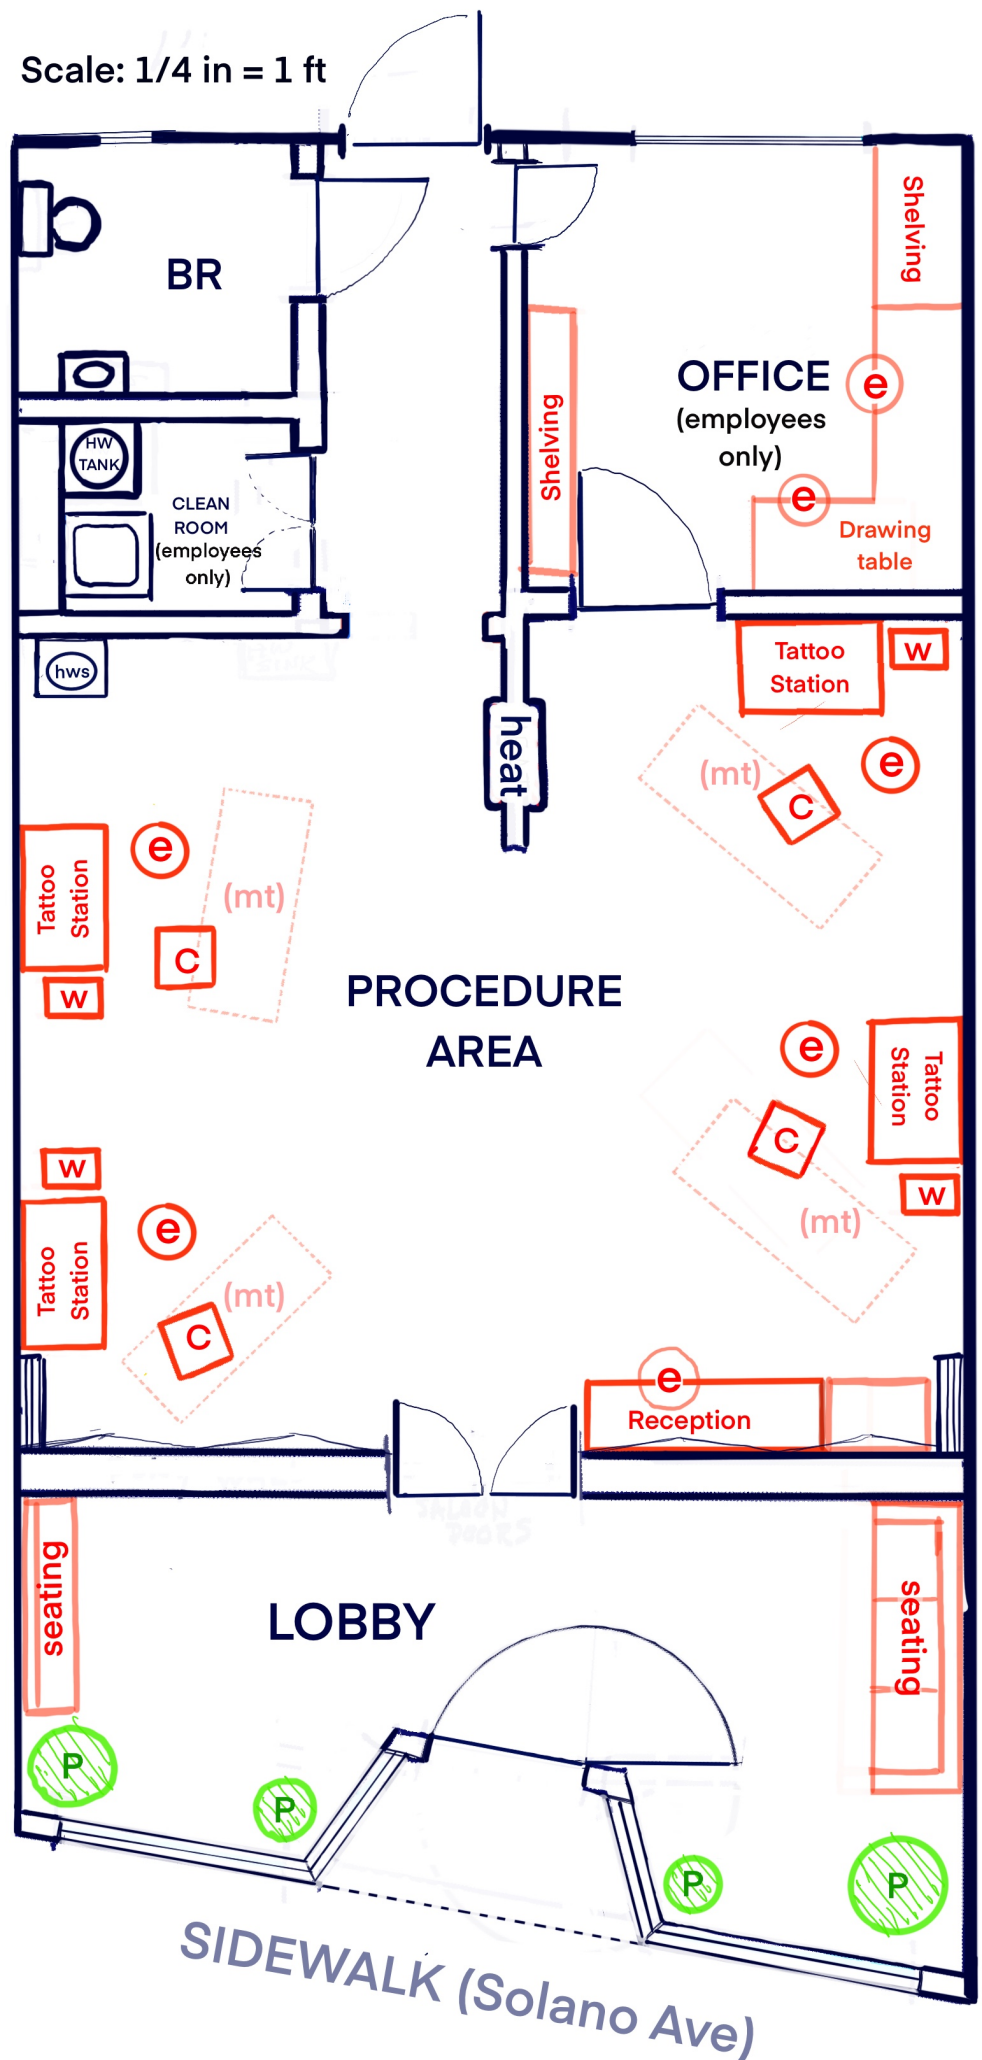 Scale: 1/4 in = 1 ft
BR
Shelving
OFFICE
(employees
only)
e
e
Shelving
Drawing
table
HW
TANK
CLEAN
ROOM
(employees
only)
hws
heat
Tattoo
Station
w
(mt)
C
e
Tattoo
Station
e
(mt)
C
w
PROCEDURE
AREA
e
Tattoo
Station
C
w
(mt)
w
Tattoo
Station
e
(mt)
C
e
Reception
SALOON
DOORS
seating
LOBBY
seating
P
P
P
P
SIDEWALK (Solano Ave)